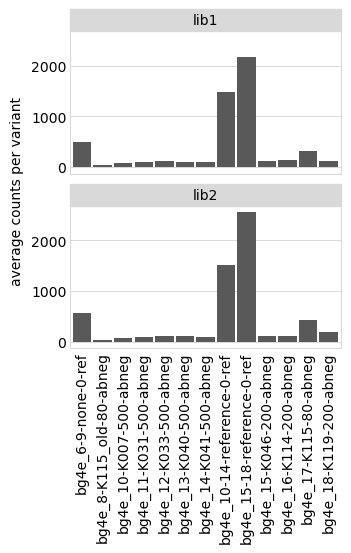 lib1
2000
1000
0
average counts per variant
lib2
2000
1000
0
bg4e_6-9-none-0-ref
bg4e_8-K115_old-80-abneg
bg4e_10-K007-500-abneg
bg4e_11-K031-500-abneg
bg4e_12-K033-500-abneg
bg4e_13-K040-500-abneg
bg4e_14-K041-500-abneg
bg4e_10-14-reference-0-ref
bg4e_15-18-reference-0-ref
bg4e_15-K046-200-abneg
bg4e_16-K114-200-abneg
bg4e_17-K115-80-abneg
bg4e_18-K119-200-abneg